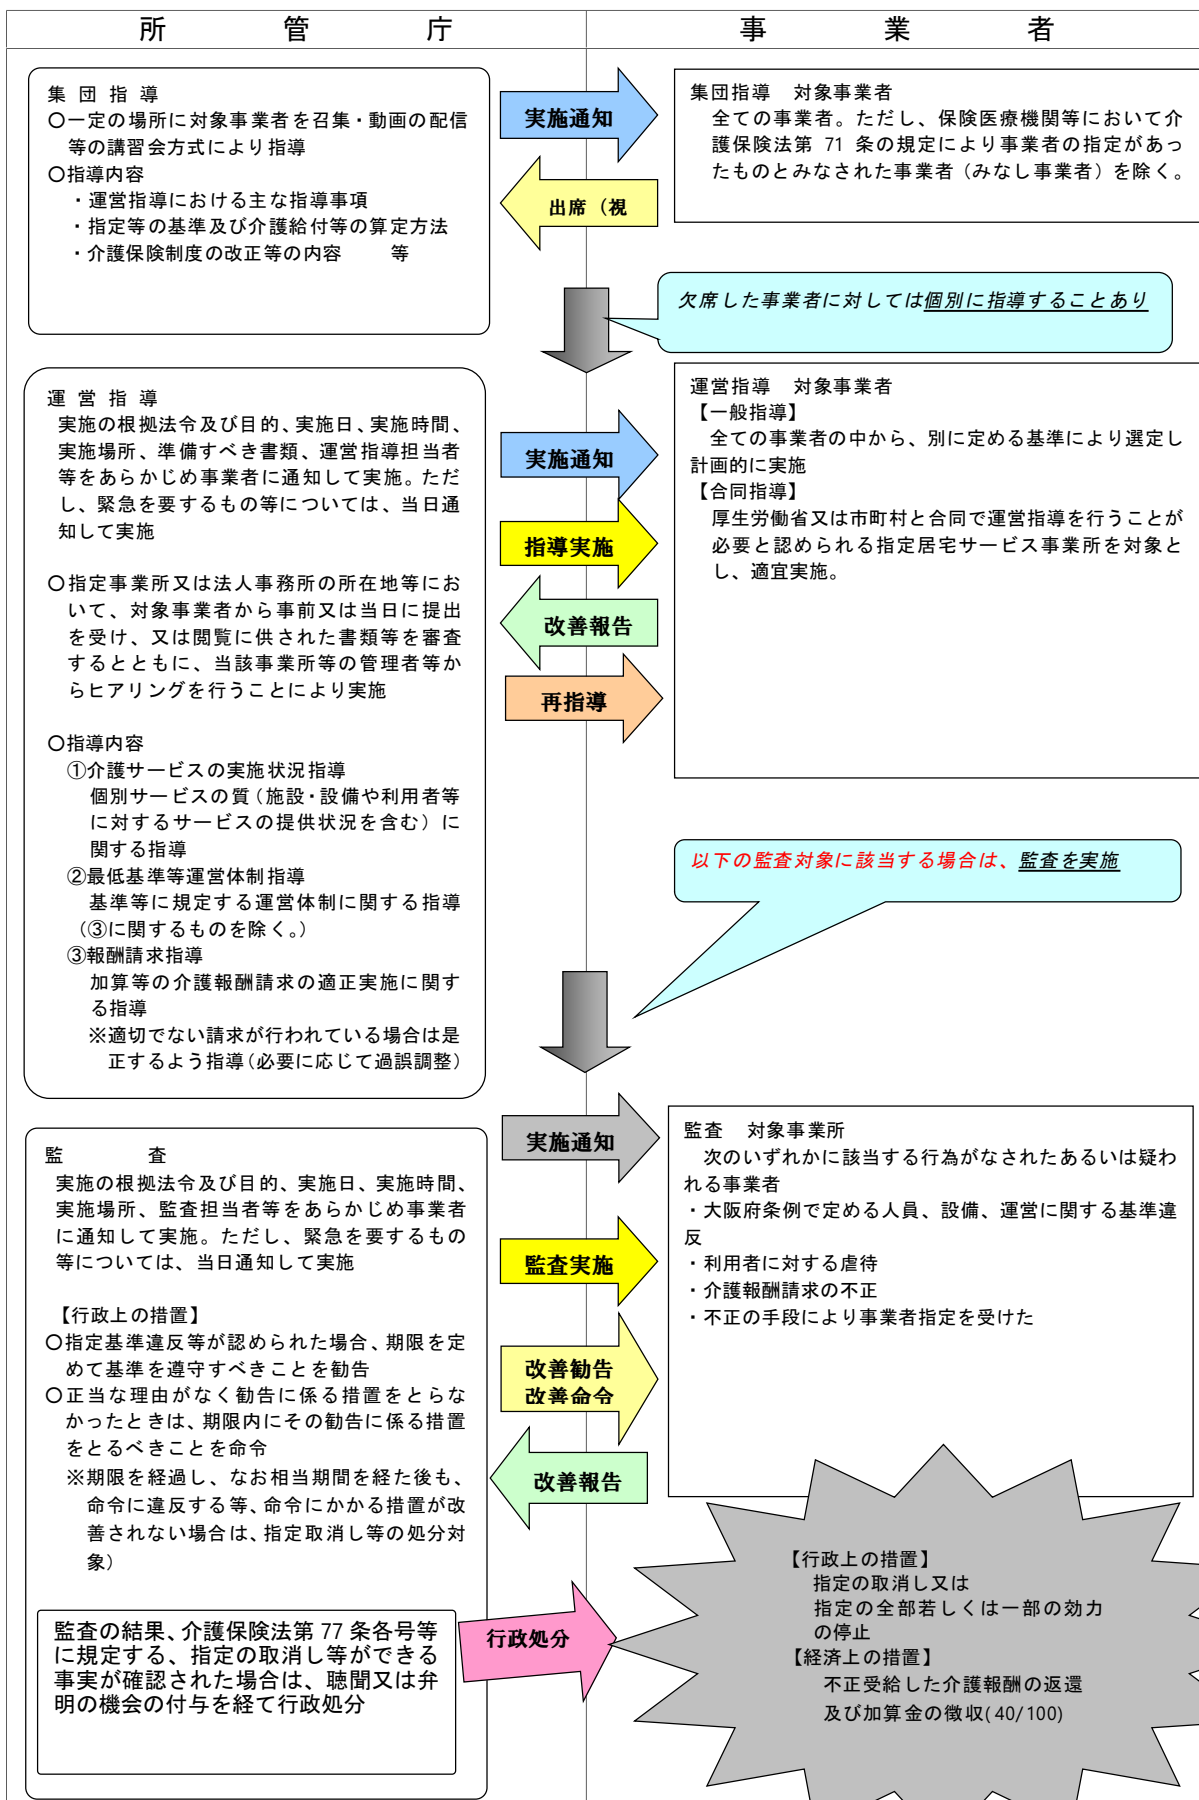 所管庁
事業者
集団指導
○一定の場所に対象事業者を召集・動画の配信
等の講習会方式により指導
○指導内容
・運営指導における主な指導事項
・指定等の基準及び介護給付等の算定方法
・介護保険制度の改正等の内容　等
実施通知
出席（視
集団指導　対象事業者
全ての事業者。ただし、保険医療機関等において介
護保険法第 71 条の規定により事業者の指定があっ
たものとみなされた事業者（みなし事業者）を除く。
欠席した事業者に対しては個別に指導することあり
運営指導
実施の根拠法令及び目的、実施日、実施時間、
実施場所、準備すべき書類、運営指導担当者
等をあらかじめ事業者に通知して実施。ただ
し、緊急を要するもの等については、当日通
知して実施
○指定事業所又は法人事務所の所在地等にお
いて、対象事業者から事前又は当日に提出
を受け、又は閲覧に供された書類等を審査
するとともに、当該事業所等の管理者等か
らヒアリングを行うことにより実施
○指導内容
①介護サービスの実施状況指導
個別サービスの質（施設・設備や利用者等
に対するサービスの提供状況を含む）に
関する指導
②最低基準等運営体制指導
基準等に規定する運営体制に関する指導
（③に関するものを除く。）
③報酬請求指導
加算等の介護報酬請求の適正実施に関す
る指導
※適切でない請求が行われている場合は是
正するよう指導（必要に応じて過誤調整）
実施通知
指導実施
改善報告
再指導
運営指導　対象事業者
【一般指導】
全ての事業者の中から、別に定める基準により選定し
計画的に実施
【合同指導】
厚生労働省又は市町村と合同で運営指導を行うことが
必要と認められる指定居宅サービス事業所を対象と
し、適宜実施。
以下の監査対象に該当する場合は、監査を実施
監　査
実施の根拠法令及び目的、実施日、実施時間、
実施場所、監査担当者等をあらかじめ事業者
に通知して実施。ただし、緊急を要するもの
等については、当日通知して実施
【行政上の措置】
○指定基準違反等が認められた場合、期限を定
めて基準を遵守すべきことを勧告
○正当な理由がなく勧告に係る措置をとらな
かったときは、期限内にその勧告に係る措置
をとるべきことを命令
※期限を経過し、なお相当期間を経た後も、
命令に違反する等、命令にかかる措置が改
善されない場合は、指定取消し等の処分対
象）
監査の結果、介護保険法第 77 条各号等
に規定する、指定の取消し等ができる
事実が確認された場合は、聴聞又は弁
明の機会の付与を経て行政処分
実施通知
監査実施
改善勧告
改善命令
改善報告
行政処分
監査　対象事業所
次のいずれかに該当する行為がなされたあるいは疑わ
れる事業者
・大阪府条例で定める人員、設備、運営に関する基準違
反
・利用者に対する虐待
・介護報酬請求の不正
・不正の手段により事業者指定を受けた
【行政上の措置】
指定の取消し又は
指定の全部若しくは一部の効力
の停止
【経済上の措置】
不正受給した介護報酬の返還
及び加算金の徴収(40/100)